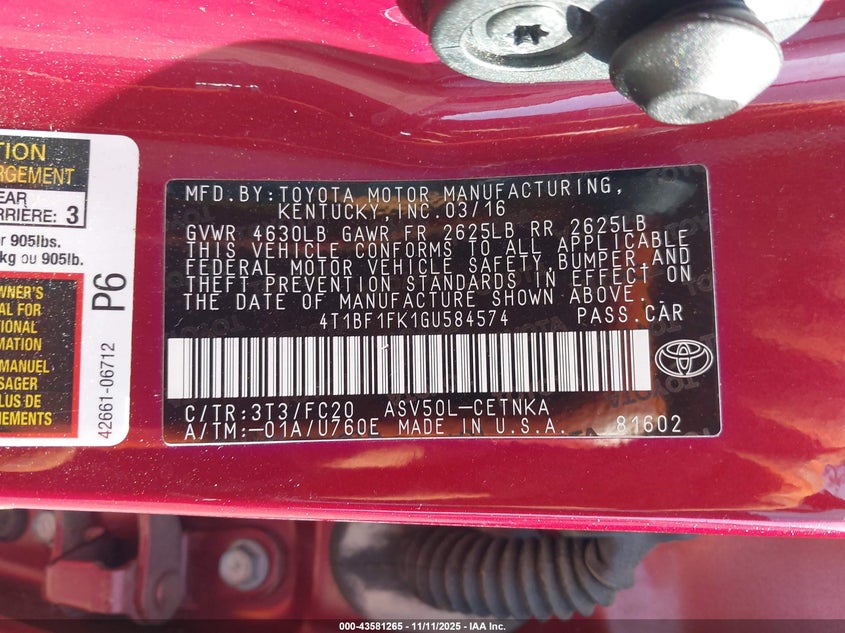 TION
RGEMENT
EAR
RRIÈRE: 3
r 905lbs.
kg ou 905lb.
WNER'S
AL FOR
TIONAL
RMATION
MANUEL
SAGER
LUS DE
NEMENTS
P6
42661-06712
MFD.BY:TOYOTA MOTOR MANUFACTURING,
KENTUCKY,INC.03/16
GVWR 4630LB GAWR FR 2625LB RR 2625LB
THIS VEHICLE CONFORMS TO ALL APPLICABLE
FEDERAL MOTOR VEHICLE SAFETY,BUMPER,AND
THEFT PREVENTION STANDARDS IN EFFECT ON
THE DATE OF MANUFACTURE SHOWN ABOVE.
4T1BF1FK1GU584574 PASS.CAR
C/TR:3T3/FC20 ASV50L-CETNKA
A/TM:-01A/U760E MADE IN U.S.A. 81602
000-43581265 - 11/11/2025 - IAA Inc.